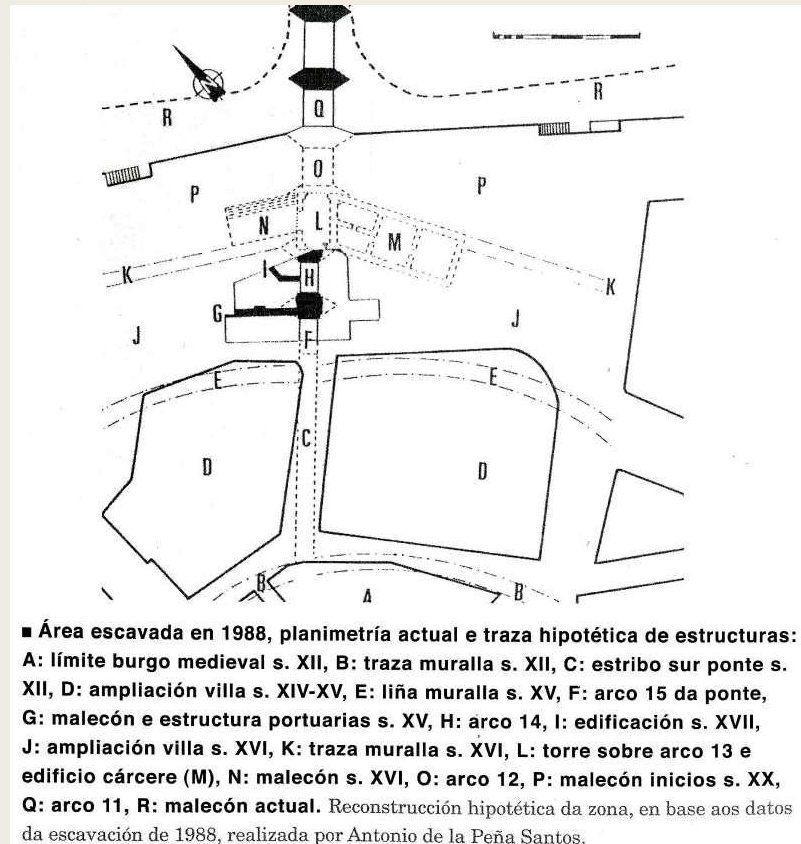 R
Q
R
O
P
P
N
L
M
K
I
H
K
G
J
J
F
E
E
C
D
D
B
A
B
■ Área escavada en 1988, planimetría actual e traza hipotética de estructuras:
A: límite burgo medieval s. XII, B: traza muralla s. XII, C: estribo sur ponte s.
XII, D: ampliación villa s. XIV-XV, E: liña muralla s. XV, F: arco 15 da ponte,
G: malecón e estructura portuarias s. XV, H: arco 14, I: edificación s. XVII,
J: ampliación villa s. XVI, K: traza muralla s. XVI, L: torre sobre arco 13 e
edificio cárcere (M), N: malecón s. XVI, O: arco 12, P: malecón inicios s. XX,
Q: arco 11, R: malecón actual. Reconstrucción hipotética da zona, en base aos datos
da escavación de 1988, realizada por Antonio de la Peña Santos.